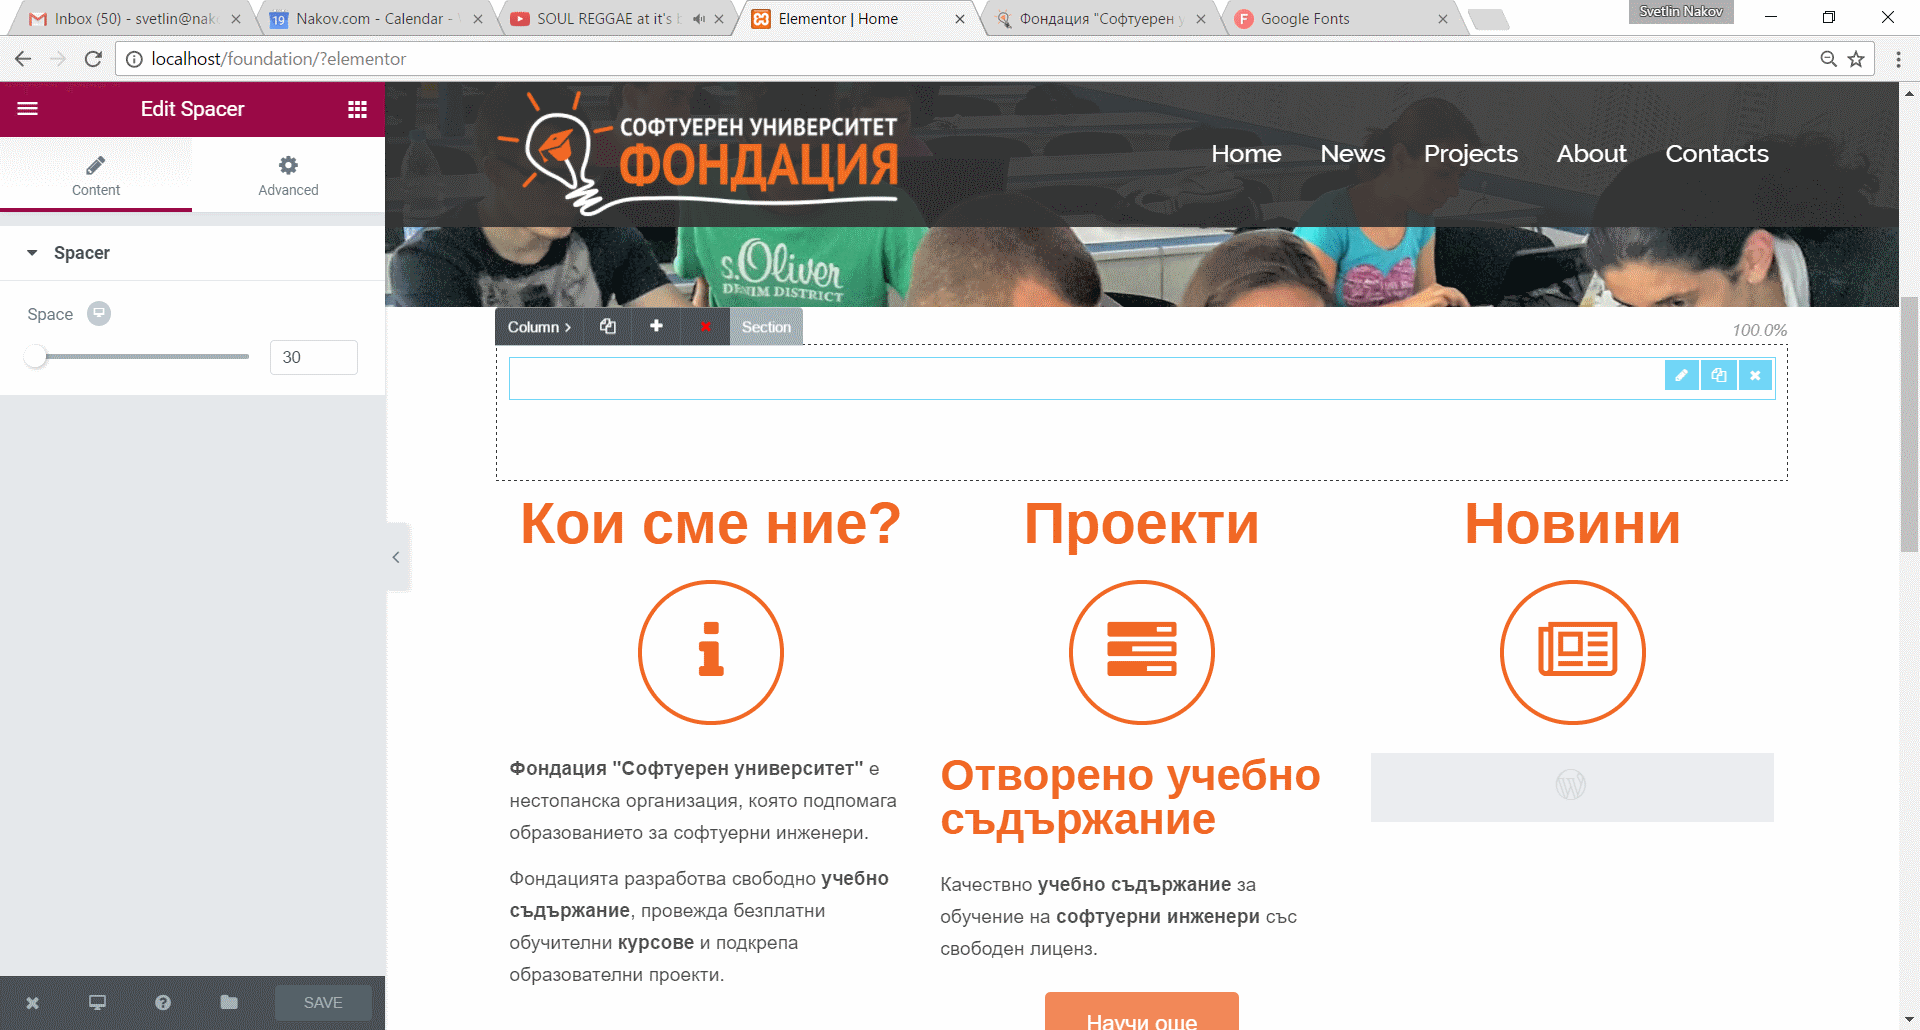 Inbox (50) - svetlin@nak
Nakov.com - Calendar -
SOUL REGGAE at it's
Elementor | Home
Фондация "Софтуерен
Google Fonts
Svetlin Nakov
localhost/foundation/?elementor
Edit Spacer
Content
Advanced
Spacer
Space
30
SAVE
СОФТУЕРЕН УНИВЕРСИТЕТ
ФОНДАЦИЯ
Home
News
Projects
About
Contacts
s.Oliver
DENIM DISTRICT
Column
Section
100.0%
Кои сме ние?
Фондация "Софтуерен университет" е
нестопанска организация, която подпомага
образованието за софтуерни инженери.
Фондацията разработва свободно учебно
съдържание, провежда безплатни
обучителни курсове и подкрепа
образователни проекти.
Проекти
Отворено учебно
съдържание
Качествно учебно съдържание за
обучение на софтуерни инженери със
свободен лиценз.
Научи още
Новини